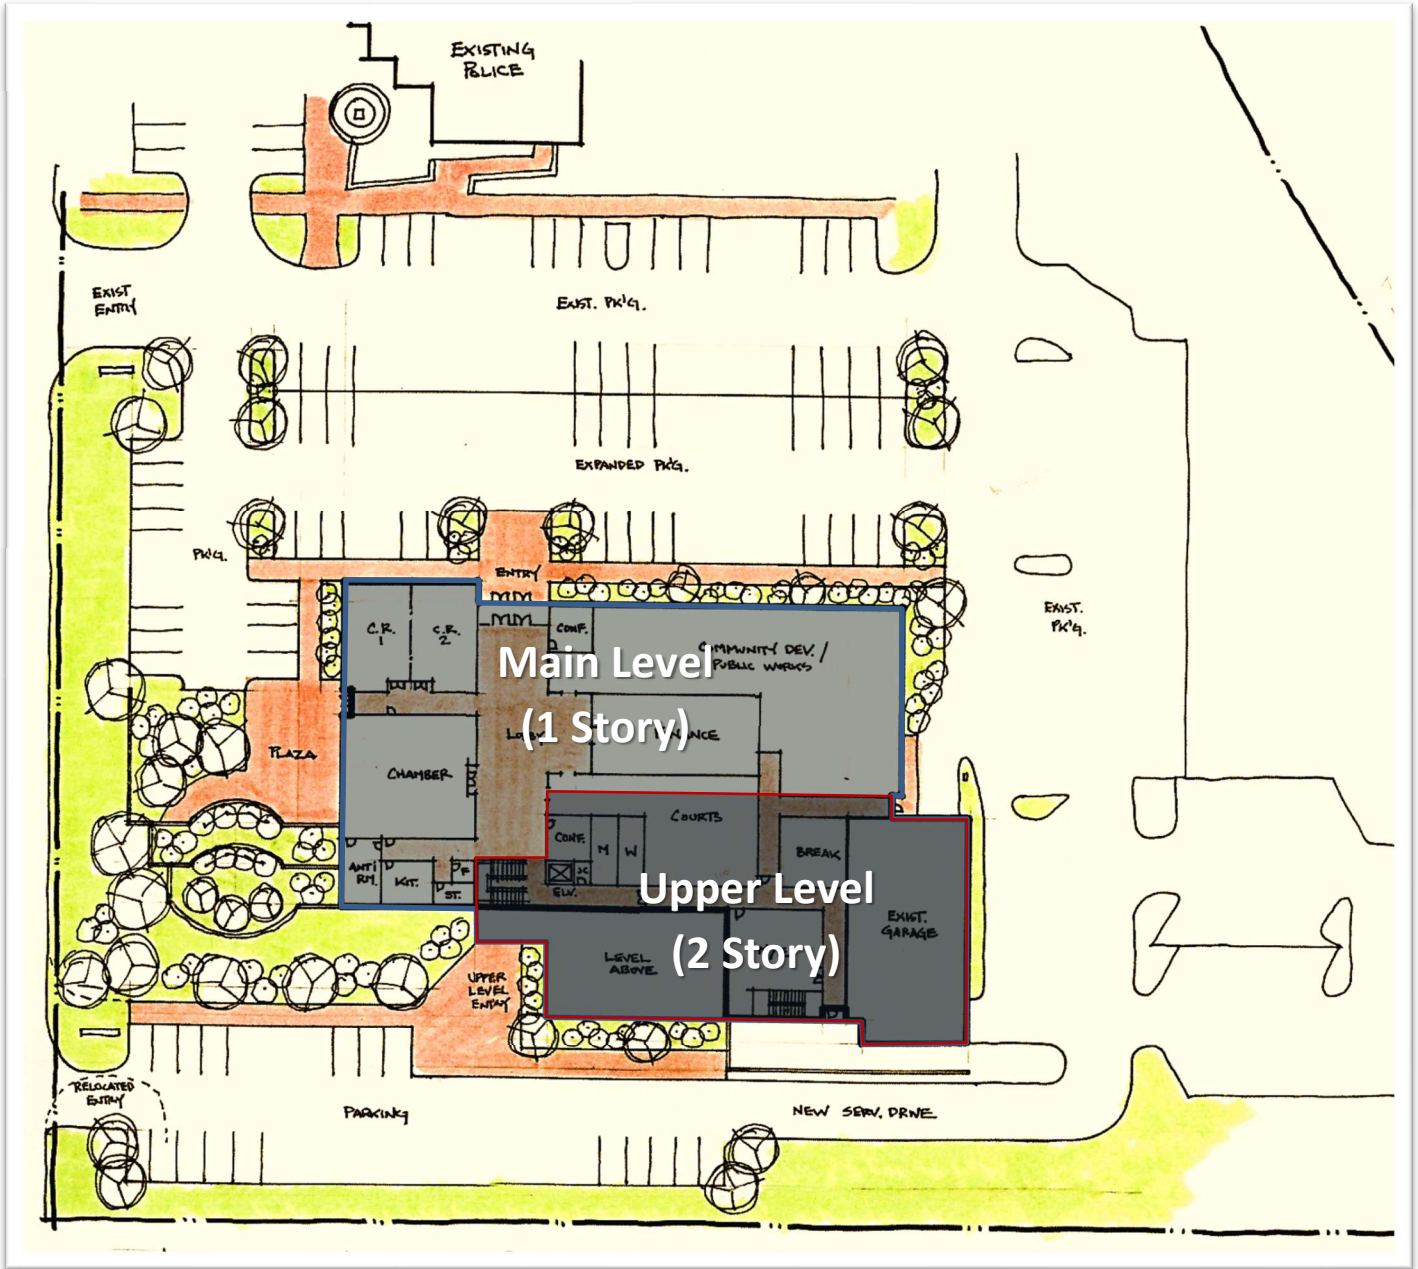 EXISTING
POLICE
EXIST
ENTRY
EXIST. PK'G.
EXPANDED PK'G.
PK'G.
ENTRY
EXIST.
PK'G.
C.R.
1
C.R.
2
CONF.
COMMUNITY DEV. /
PUBLIC WORKS
Main Level
(1 Story)
LOBBY
FINANCE
PLAZA
CHAMBER
COURTS
CONF.
M
W
BREAK
ANTI
RM.
KIT.
F
ST.
ELV.
Upper Level
(2 Story)
EXIST.
GARAGE
LEVEL
ABOVE
UPPER
LEVEL
ENTRY
RELOCATED
ENTRY
PARKING
NEW SERV. DRIVE